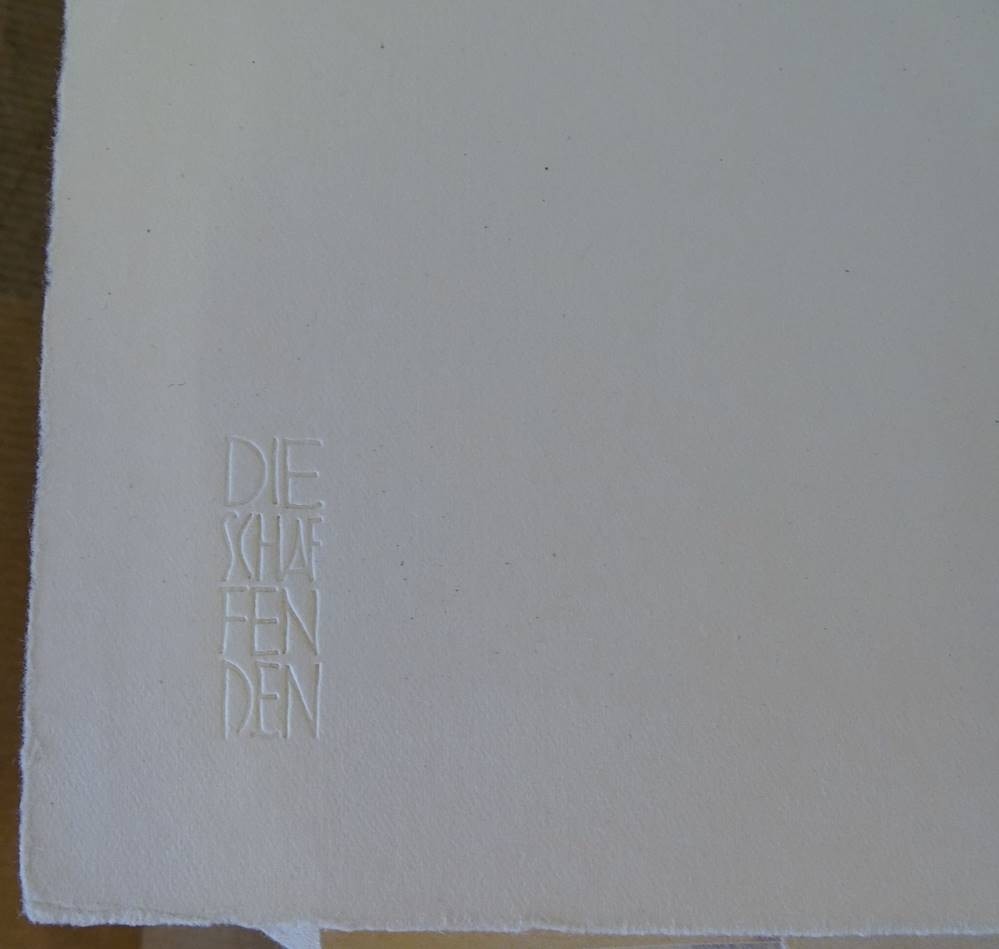 DIE
SCHAF
FEN
DEN